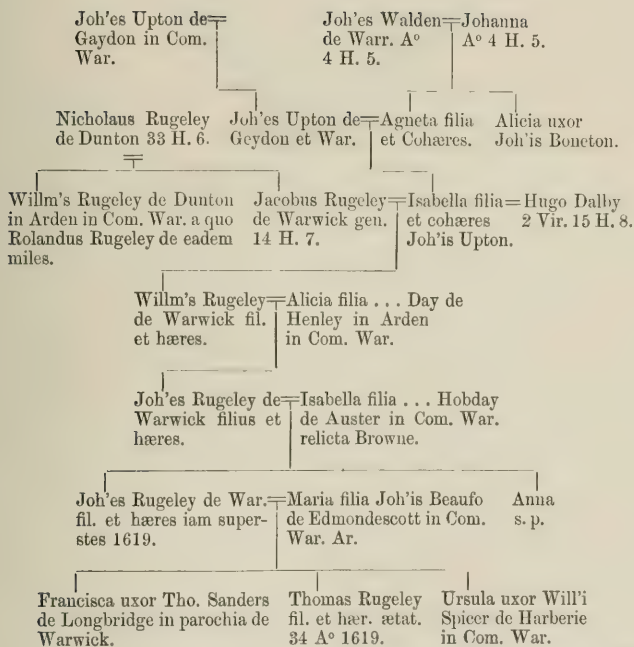 Joh'es Upton de
Gaydon in Com.
War.
Joh'es Walden
de Warr. Aº
4 H. 5.
Johanna
Aº 4 H. 5.
Nicholaus Rugeley
de Dunton 33 H. 6.
Joh'es Upton de
Geydon et War.
Agneta filia
et Cohæres.
Alicia uxor
Joh'is Boneton.
Willm's Rugeley de Dunton
in Arden in Com. War. a quo
Rolandus Rugeley de eadem
miles.
Jacobus Rugeley
de Warwick gen.
14 H. 7.
Isabella filia
et cohæres
Joh'is Upton.
Hugo Dalby
2 Vir. 15 H. 8.
Willm's Rugeley
de Warwick fil.
et hæres.
Alicia filia . . . Day de
Henley in Arden
in Com. War.
Joh'es Rugeley de
Warwick filius et
hæres.
Isabella filia . . . Hobday
de Auster in Com. War.
relicta Browne.
Joh'es Rugeley de War.
fil. et hæres iam super-
stes 1619.
Maria filia Joh'is Beaufo
de Edmondescott in Com.
War. Ar.
Anna
s. p.
Francisca uxor Tho. Sanders
de Longbridge in parochia de
Warwick.
Thomas Rugeley
fil. et hær. ætat.
34 Aº 1619.
Ursula uxor Will'i
Spicer de Harberie
in Com. War.